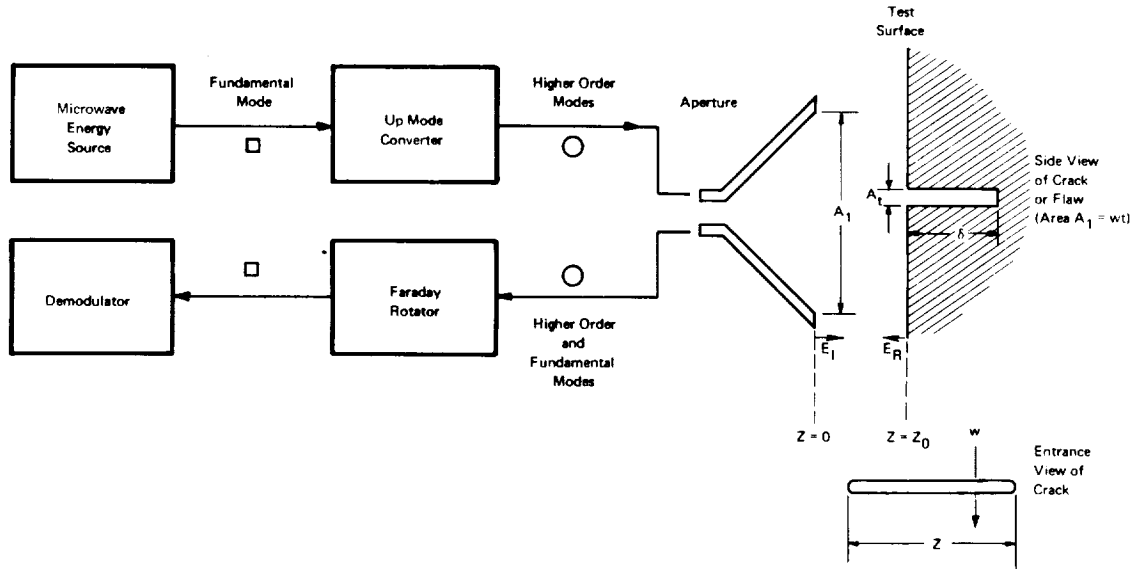 Test
Surface
Fundamental
Mode
Higher Order
Modes
Aperture
Microwave
Energy
Source
Up Mode
Converter
A1
At
δ
Side View
of Crack
or Flaw
(Area A1 = wt)
Demodulator
Faraday
Rotator
Higher Order
and
Fundamental
Modes
EI
ER
Z = 0
Z = Z0
w
Entrance
View of
Crack
Z